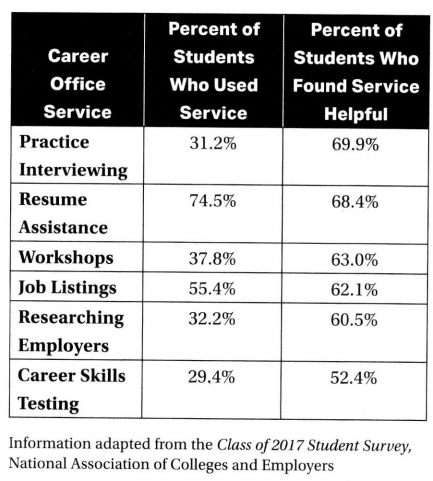 Career Office Service
Percent of Students Who Used Service
Percent of Students Who Found Service Helpful
Practice Interviewing
31.2%
69.9%
Resume Assistance
74.5%
68.4%
Workshops
37.8%
63.0%
Job Listings
55.4%
62.1%
Researching Employers
32.2%
60.5%
Career Skills Testing
29.4%
52.4%
Information adapted from the Class of 2017 Student Survey,
National Association of Colleges and Employers